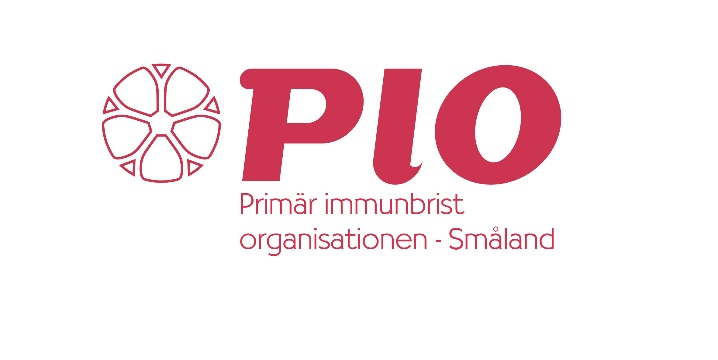 PIO
Primär immunbrist
organisationen - Småland